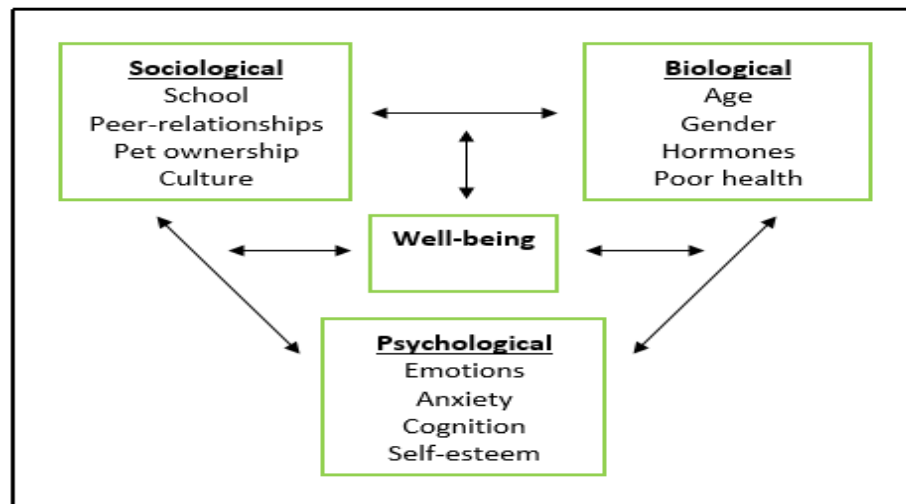 Sociological
School
Peer-relationships
Pet ownership
Culture
Biological
Age
Gender
Hormones
Poor health
Well-being
Psychological
Emotions
Anxiety
Cognition
Self-esteem